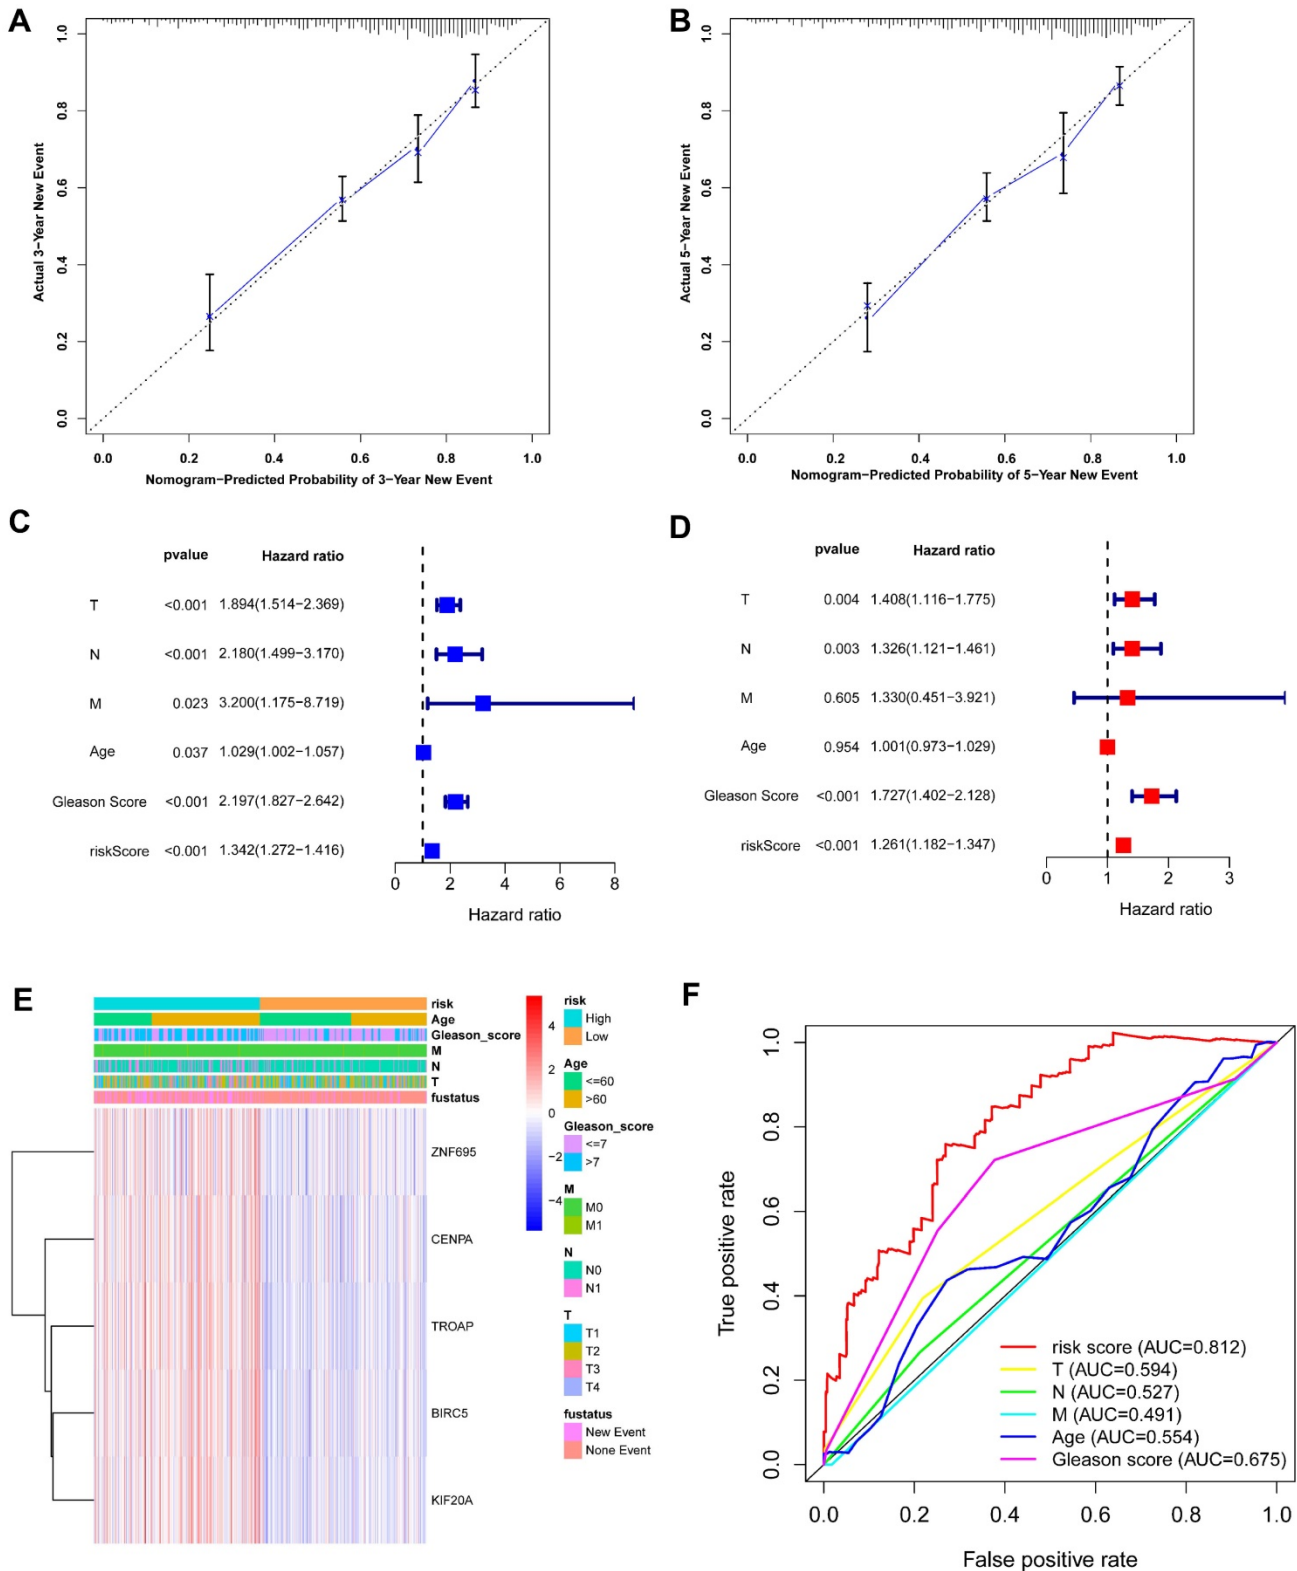 A
1.0
0.8
0.6
0.4
0.2
0.0
Actual 3−Year New Event
0.0 0.2 0.4 0.6 0.8 1.0
Nomogram−Predicted Probability of 3−Year New Event
B
1.0
0.8
0.6
0.4
0.2
0.0
Actual 5−Year New Event
0.0 0.2 0.4 0.6 0.8 1.0
Nomogram−Predicted Probability of 5−Year New Event
C
pvalue Hazard ratio
T <0.001 1.894(1.514−2.369)
N <0.001 2.180(1.499−3.170)
M 0.023 3.200(1.175−8.719)
Age 0.037 1.029(1.002−1.057)
Gleason Score <0.001 2.197(1.827−2.642)
riskScore <0.001 1.342(1.272−1.416)
0 2 4 6 8
Hazard ratio
D
pvalue Hazard ratio
T 0.004 1.408(1.116−1.775)
N 0.003 1.326(1.121−1.461)
M 0.605 1.330(0.451−3.921)
Age 0.954 1.001(0.973−1.029)
Gleason Score <0.001 1.727(1.402−2.128)
riskScore <0.001 1.261(1.182−1.347)
0 1 2 3
Hazard ratio
E
risk
Age
Gleason_score
M
N
T
fustatus
ZNF695
CENPA
TROAP
BIRC5
KIF20A
4
2
0
−2
−4
risk
High
Low
Age
<=60
>60
Gleason_score
<=7
>7
M
M0
M1
N
N0
N1
T
T1
T2
T3
T4
fustatus
New Event
None Event
F
1.0
0.8
0.6
0.4
0.2
0.0
True positive rate
risk score (AUC=0.812)
T (AUC=0.594)
N (AUC=0.527)
M (AUC=0.491)
Age (AUC=0.554)
Gleason score (AUC=0.675)
0.0 0.2 0.4 0.6 0.8 1.0
False positive rate